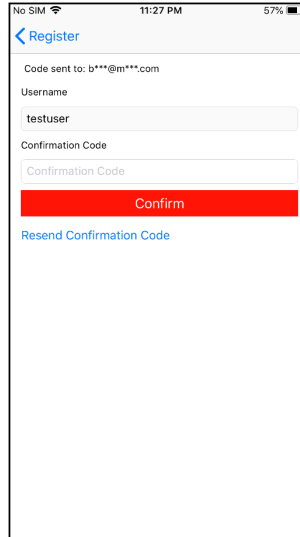 No SIM 11:27 PM 57%
Register
Code sent to: b***@m***.com
Username
testuser
Confirmation Code
Confirmation Code
Confirm
Resend Confirmation Code